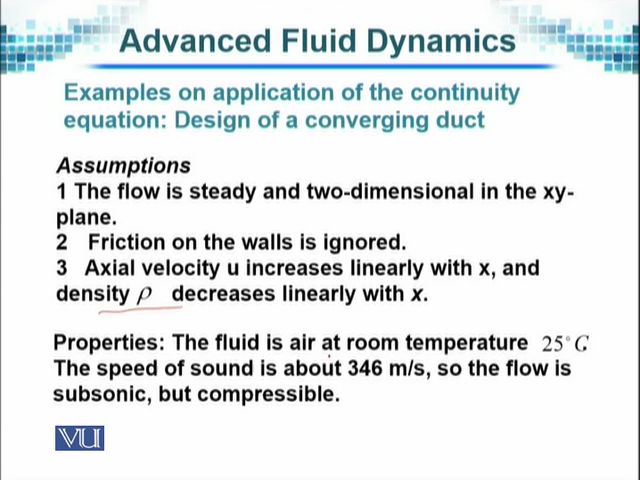 Advanced Fluid Dynamics
Examples on application of the continuity
equation: Design of a converging duct
Assumptions
1 The flow is steady and two-dimensional in the xy-
plane.
2 Friction on the walls is ignored.
3 Axial velocity u increases linearly with x, and
density ρ decreases linearly with x.
Properties: The fluid is air at room temperature 25°C
The speed of sound is about 346 m/s, so the flow is
subsonic, but compressible.
VU